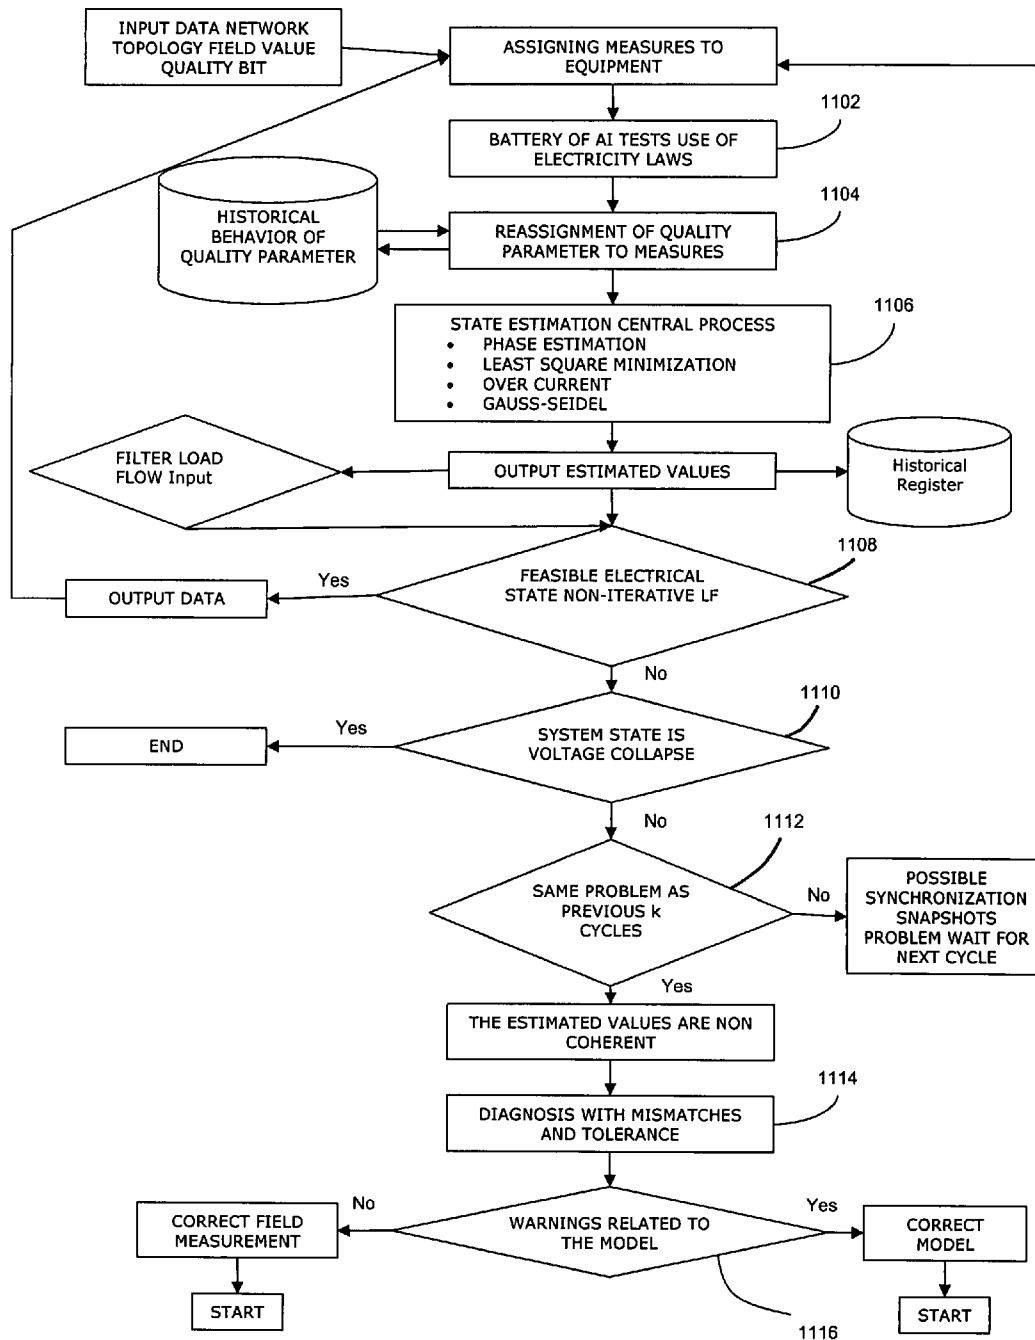 INPUT DATA NETWORK
TOPOLOGY FIELD VALUE
QUALITY BIT
ASSIGNING MEASURES TO
EQUIPMENT
1102
BATTERY OF AI TESTS USE OF
ELECTRICITY LAWS
HISTORICAL
BEHAVIOR OF
QUALITY PARAMETER
1104
REASSIGNMENT OF QUALITY
PARAMETER TO MEASURES
1106
STATE ESTIMATION CENTRAL PROCESS
• PHASE ESTIMATION
• LEAST SQUARE MINIMIZATION
• OVER CURRENT
• GAUSS-SEIDEL
FILTER LOAD
FLOW Input
OUTPUT ESTIMATED VALUES
Historical
Register
1108
FEASIBLE ELECTRICAL
STATE NON-ITERATIVE LF
Yes
OUTPUT DATA
No
1110
SYSTEM STATE IS
VOLTAGE COLLAPSE
Yes
END
No
1112
SAME PROBLEM AS
PREVIOUS k
CYCLES
No
POSSIBLE
SYNCHRONIZATION
SNAPSHOTS
PROBLEM WAIT FOR
NEXT CYCLE
Yes
THE ESTIMATED VALUES ARE NON
COHERENT
1114
DIAGNOSIS WITH MISMATCHES
AND TOLERANCE
No
Yes
WARNINGS RELATED TO
THE MODEL
CORRECT FIELD
MEASUREMENT
CORRECT
MODEL
START
START
1116